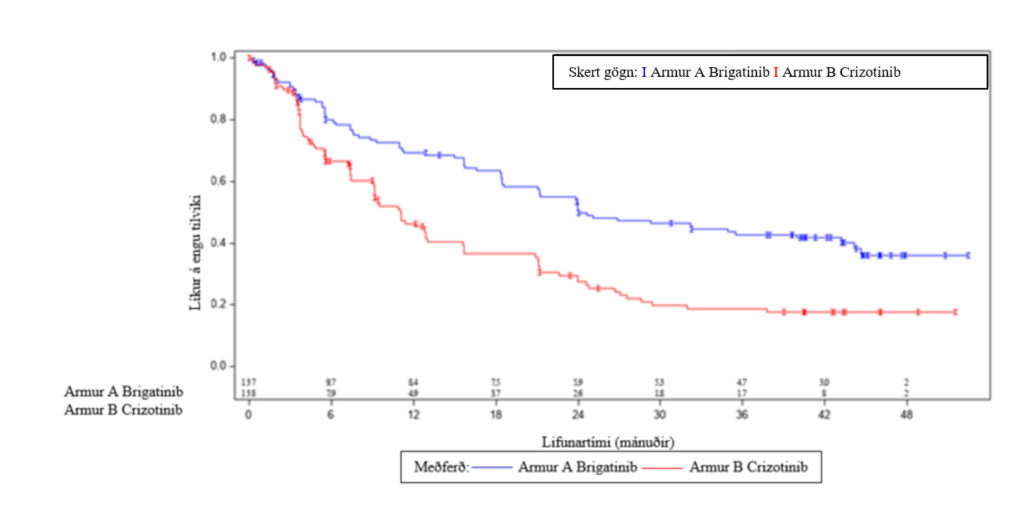 Skert gögn: I Armur A Brigatinib I Armur B Crizotinib
Líkur á engu tilviki
1.0
0.8
0.6
0.4
0.2
0.0
Armur A Brigatinib 137 97 84 75 59 53 47 30 2
Armur B Crizotinib 138 79 49 37 26 18 17 8 2
0 6 12 18 24 30 36 42 48
Lifunartími (mánuðir)
Meðferð: Armur A Brigatinib Armur B Crizotinib